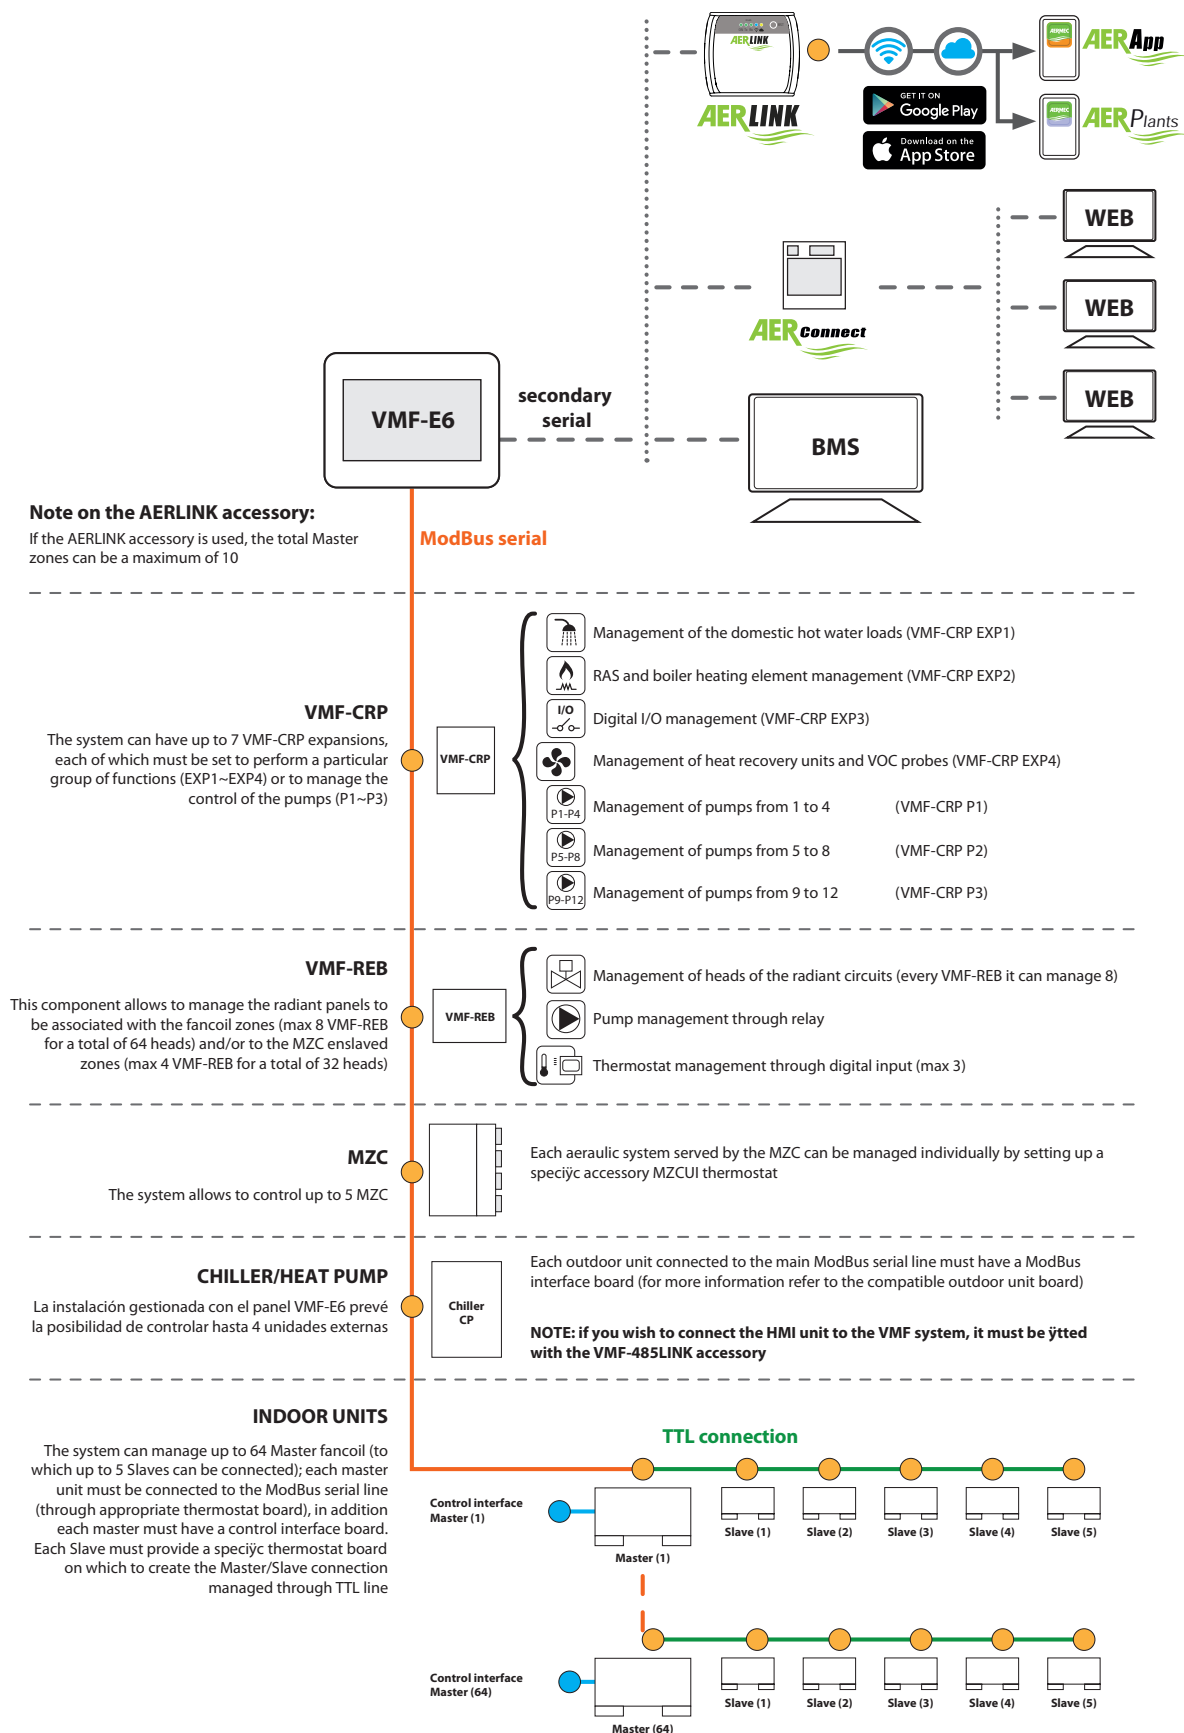 AERLINK
AERLINK
GET IT ON
Google Play
Download on the
App Store
AERMEC
AERApp
AERMEC
AERPlants
WEB
WEB
WEB
AERConnect
BMS
VMF-E6
secondary
serial
ModBus serial
Note on the AERLINK accessory:
If the AERLINK accessory is used, the total Master
zones can be a maximum of 10
VMF-CRP
The system can have up to 7 VMF-CRP expansions,
each of which must be set to perform a particular
group of functions (EXP1~EXP4) or to manage the
control of the pumps (P1~P3)
VMF-CRP
Management of the domestic hot water loads (VMF-CRP EXP1)
RAS and boiler heating element management (VMF-CRP EXP2)
I/O
Digital I/O management (VMF-CRP EXP3)
Management of heat recovery units and VOC probes (VMF-CRP EXP4)
P1-P4
Management of pumps from 1 to 4 (VMF-CRP P1)
P5-P8
Management of pumps from 5 to 8 (VMF-CRP P2)
P9-P12
Management of pumps from 9 to 12 (VMF-CRP P3)
VMF-REB
This component allows to manage the radiant panels to
be associated with the fancoil zones (max 8 VMF-REB
for a total of 64 heads) and/or to the MZC enslaved
zones (max 4 VMF-REB for a total of 32 heads)
VMF-REB
Management of heads of the radiant circuits (every VMF-REB it can manage 8)
Pump management through relay
Thermostat management through digital input (max 3)
MZC
The system allows to control up to 5 MZC
Each aeraulic system served by the MZC can be managed individually by setting up a
speciÿc accessory MZCUI thermostat
CHILLER/HEAT PUMP
La instalación gestionada con el panel VMF-E6 prevé
la posibilidad de controlar hasta 4 unidades externas
Chiller
CP
Each outdoor unit connected to the main ModBus serial line must have a ModBus
interface board (for more information refer to the compatible outdoor unit board)
NOTE: if you wish to connect the HMI unit to the VMF system, it must be ÿtted
with the VMF-485LINK accessory
INDOOR UNITS
The system can manage up to 64 Master fancoil (to
which up to 5 Slaves can be connected); each master
unit must be connected to the ModBus serial line
(through appropriate thermostat board), in addition
each master must have a control interface board.
Each Slave must provide a speciÿc thermostat board
on which to create the Master/Slave connection
managed through TTL line
TTL connection
Control interface
Master (1)
Master (1)
Slave (1)
Slave (2)
Slave (3)
Slave (4)
Slave (5)
Control interface
Master (64)
Master (64)
Slave (1)
Slave (2)
Slave (3)
Slave (4)
Slave (5)